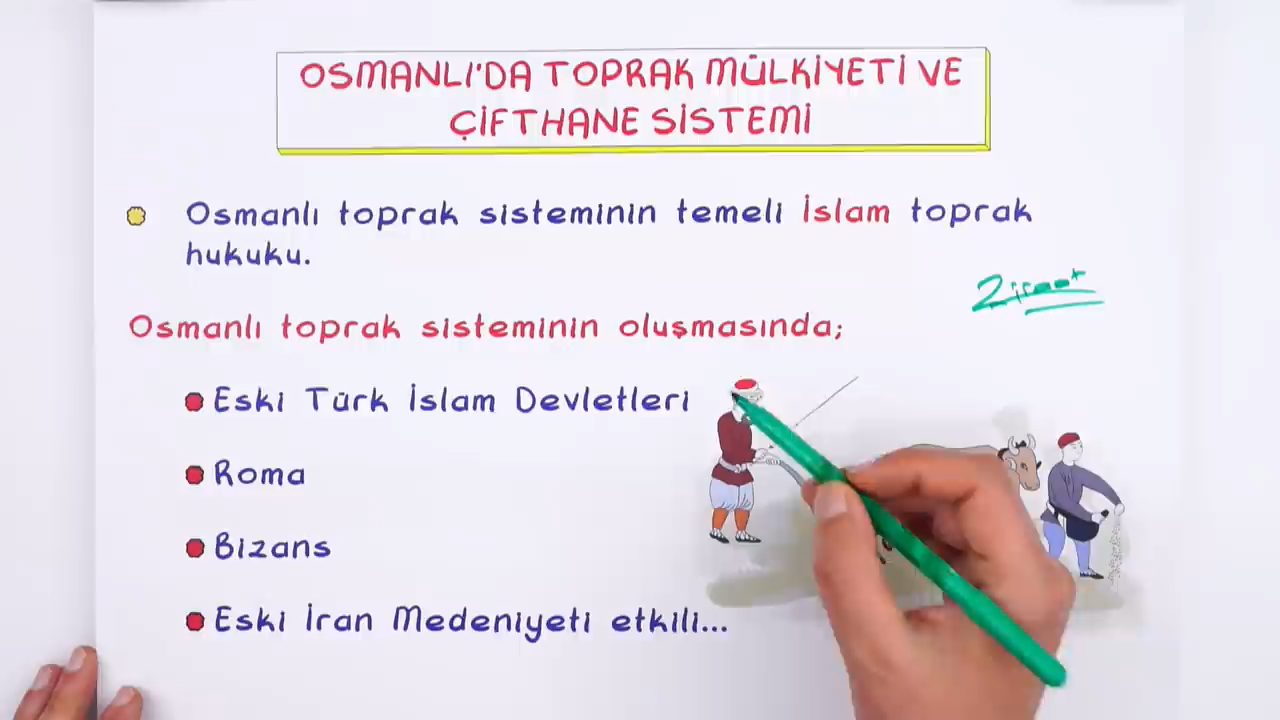 OSMANLI'DA TOPRAK MÜLKİYETİ VE
ÇİFTHANE SİSTEMİ
Osmanlı toprak sisteminin temeli İslam toprak
hukuku.
Ziraat
Osmanlı toprak sisteminin oluşmasında;
Eski Türk İslam Devletleri
Roma
Bizans
Eski İran Medeniyeti etkili...